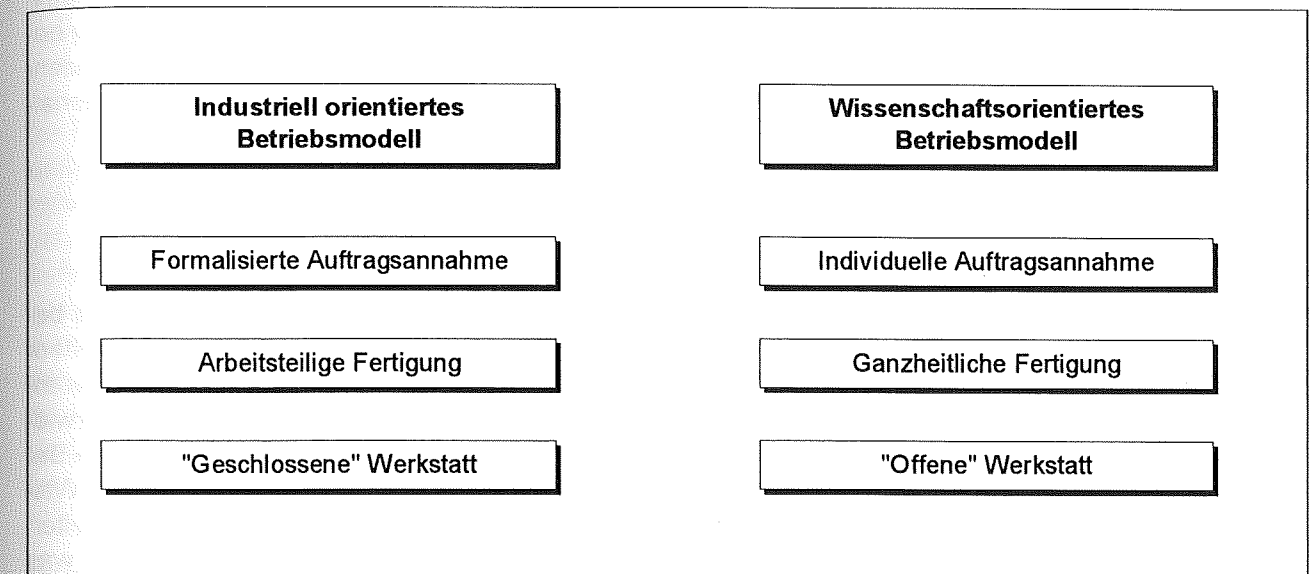 Industriell orientiertes
Betriebsmodell
Formalisierte Auftragsannahme
Arbeitsteilige Fertigung
"Geschlossene" Werkstatt
Wissenschaftsorientiertes
Betriebsmodell
Individuelle Auftragsannahme
Ganzheitliche Fertigung
"Offene" Werkstatt